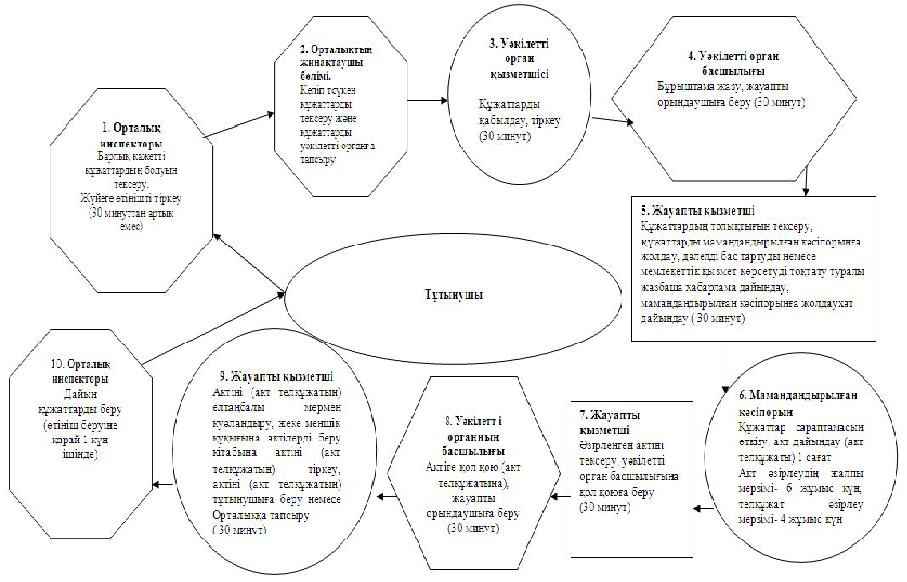 1. Орталық
инспекторы
Барлық қажетті
құжаттардың болуын
тексеру.
Жүйеге өтінішті тіркеу
(30 минуттан артық
емес)
2. Орталықтың
жинақтаушы
бөлімі.
Келіп түскен
құжаттарды
тексеру және
құжаттарды
уәкілетті органға
тапсыру
3. Уәкілетті
орган
қызметшісі
Құжаттарды
қабылдау, тіркеу
(30 минут)
4. Уәкілетті орган
басшылығы
Бұрыштама жазу, жауапты
орындаушыға беру (30 минут)
5. Жауапты қызметші
Құжаттардың толықтығын тексеру,
құжаттарды мамандандырылған кәсіпорынға
жолдау, дәлелді бас тартуды немесе
мемлекеттік қызмет көрсетуді тоқтату туралы
жазбаша хабарлама дайындау,
мамандандырылған кәсіпорынға жолдаухат
дайындау ( 30 минут)
Тұтынушы
6. Мамандандырылған
кәсіпорын
Құжаттар сараптамасын
өткізу, акт дайындау (акт
телқұжаты) 1 сағат
Акт әзірлеудің жалпы
мерзімі- 6 жұмыс күн,
телқұжат әзірлеу
мерзімі- 4 жұмыс күн
7. Жауапты
қызметші
Әзірленген актіні
тексеру, уәкілетті
орган басшылығына
қол қоюға беру
(30 минут)
8. Уәкілетті
органның
басшылығы
Актіге қол қою (акт
телқұжатына),
жауапты
орындаушыға беру
(30 минут)
9. Жауапты қызметші
Актіні (акт телқұжатын)
елтаңбалы мөрмен
куәландыру, жеке меншік
құқығына актілерді беру
кітабына актіні (акт
телқұжатын) тіркеу,
актіні (акт телқұжатын)
тұтынушыға беру немесе
Орталыққа тапсыру
( 30 минут)
10. Орталық
инспекторы
Дайын
құжаттарды беру
(өтініш беруіне
қарай 1 күн
ішінде)